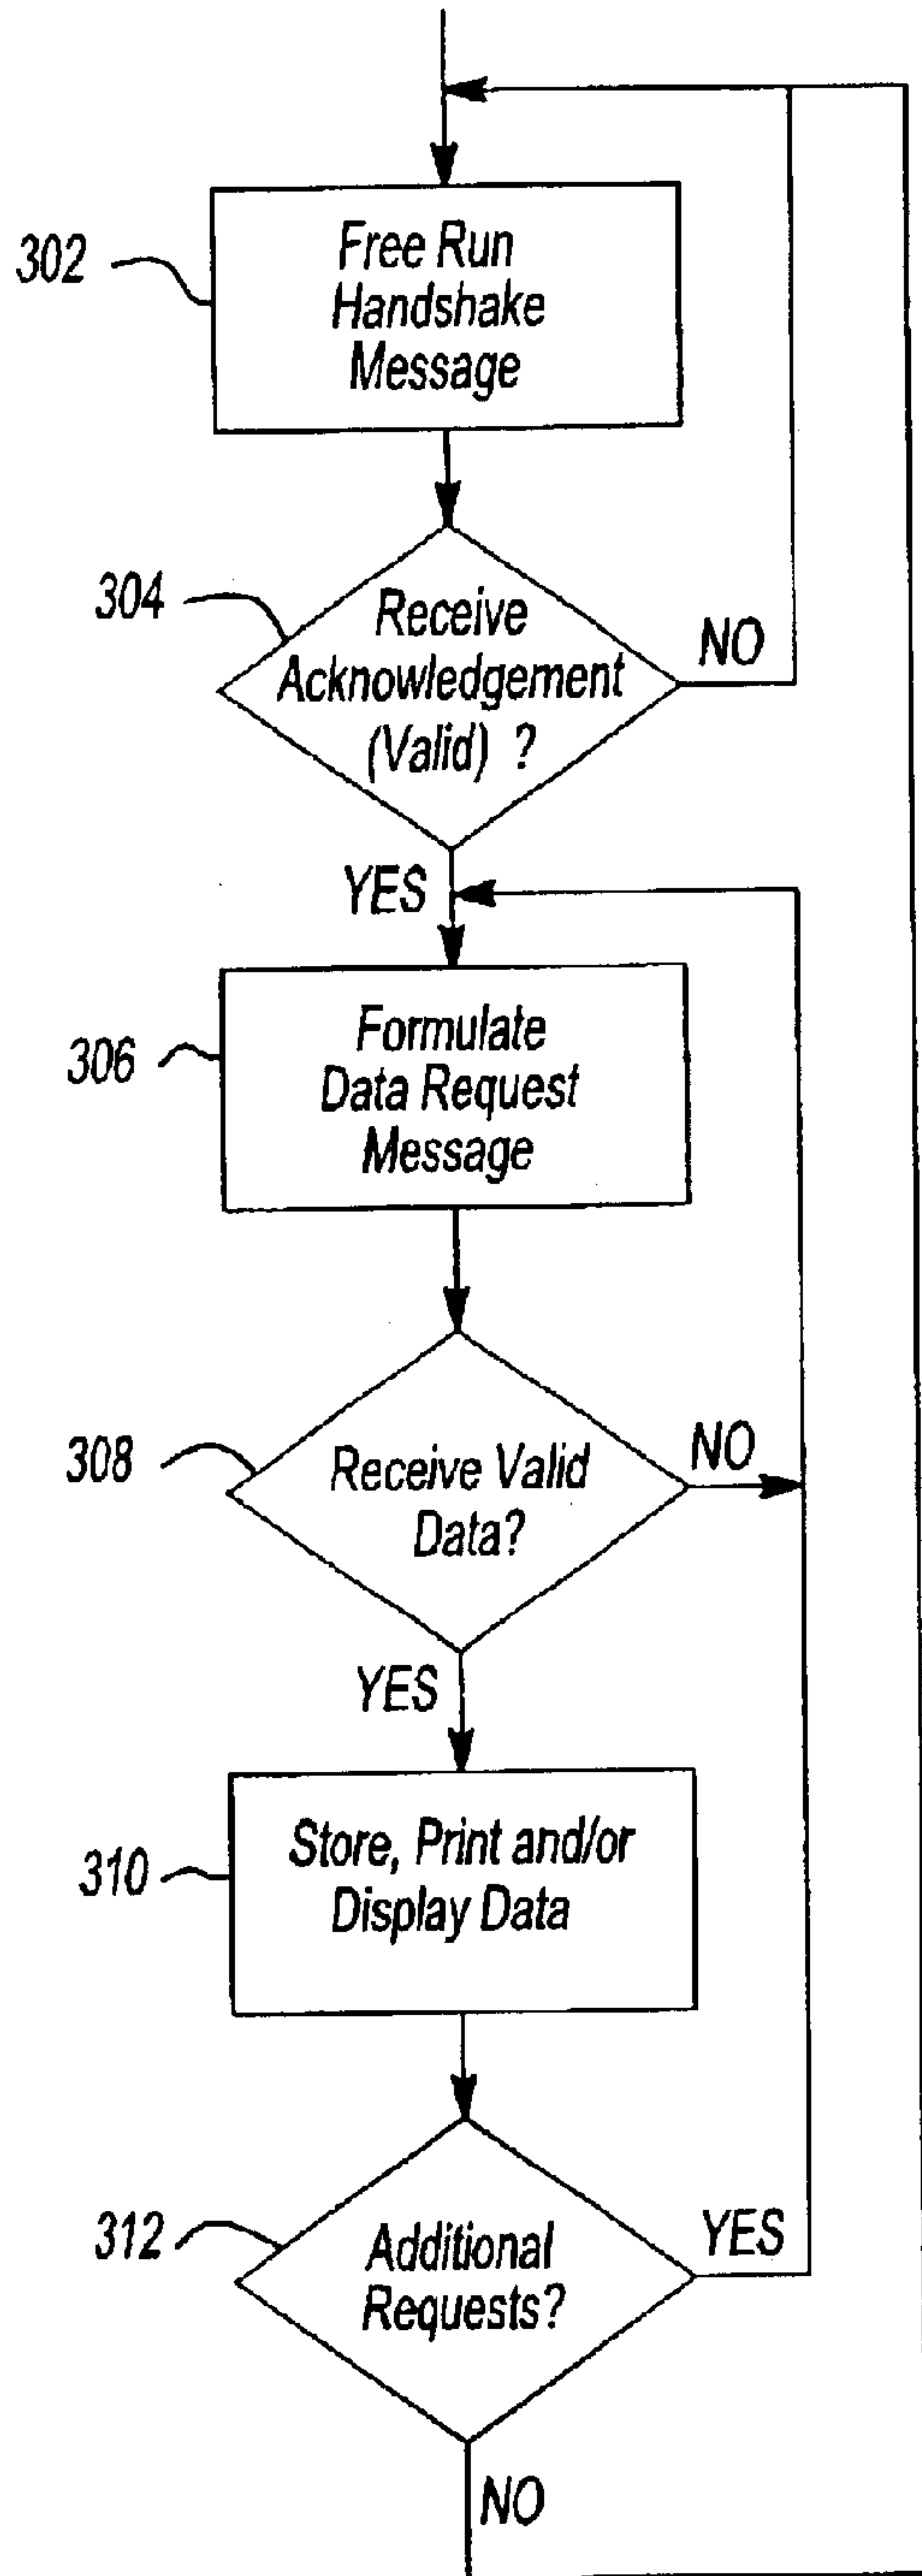 302
Free Run
Handshake
Message
304
Receive
Acknowledgement
(Valid) ?
NO
YES
306
Formulate
Data Request
Message
308
Receive Valid
Data?
NO
YES
310
Store, Print and/or
Display Data
312
Additional
Requests?
YES
NO